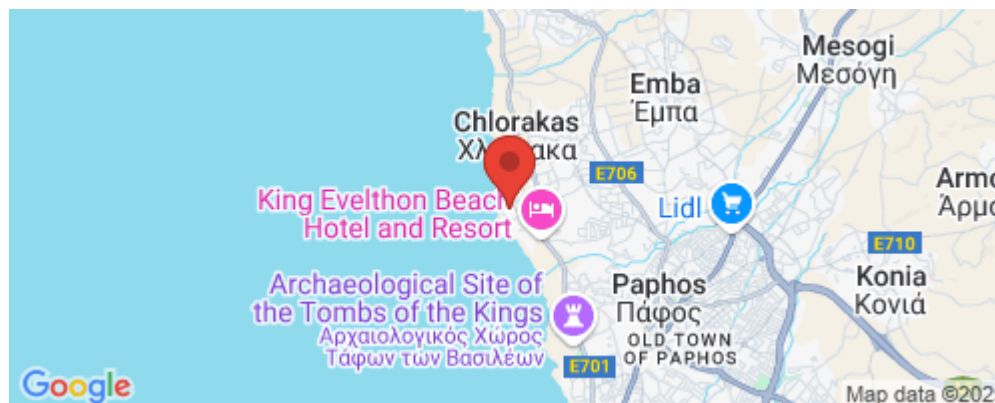 Mesogi
Μεσόγη
Emba
Έμπα
Chlorakas
E706
King Evelthon Beach
Hotel and Resort
Lidl
E710
Archaeological Site of
the Tombs of the Kings
Αρχαιολογικός Χώρος
Τάφων των Βασιλέων
Paphos
Πάφος
OLD TOWN
OF PAPHOS
Konia
Κονιά
E701
Google
Map data ©202